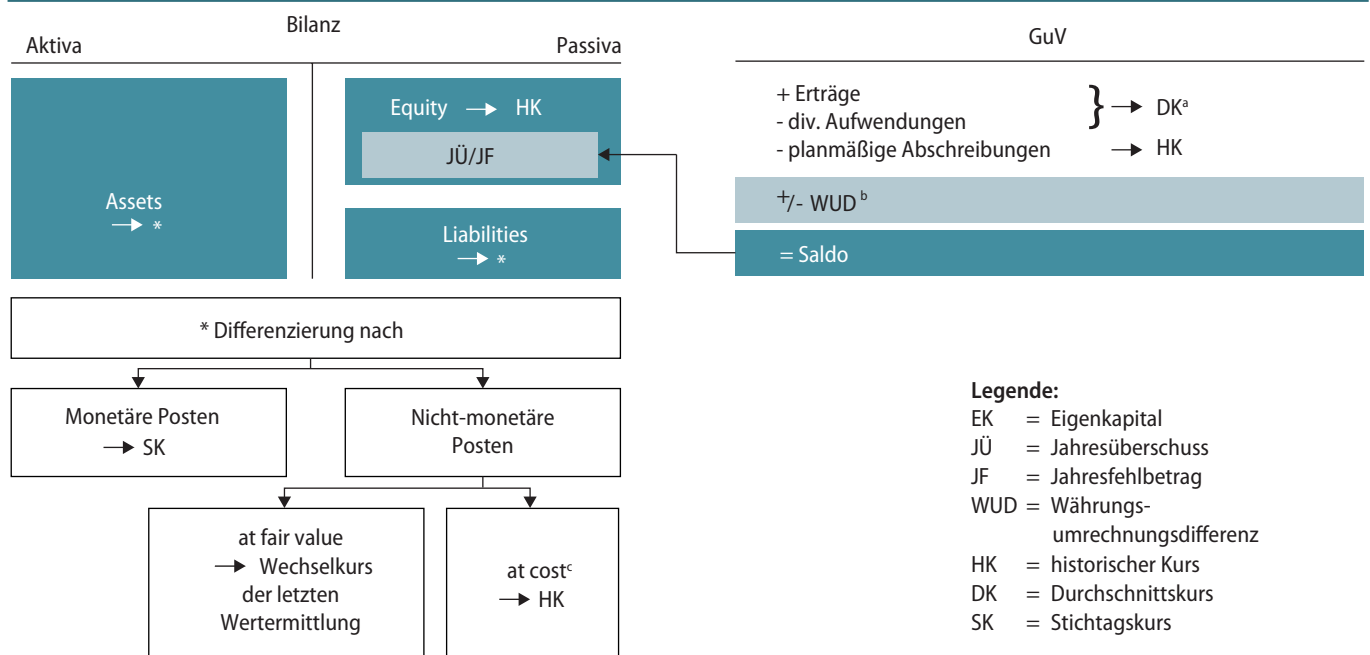 Bilanz
Aktiva
Passiva
Equity → HK
JÜ/JF
Assets
→ *
Liabilities
→ *
GuV
+ Erträge
- div. Aufwendungen
} → DKᵃ
- planmäßige Abschreibungen → HK
+/- WUD ᵇ
= Saldo
* Differenzierung nach
Monetäre Posten
→ SK
Nicht-monetäre
Posten
at fair value
→ Wechselkurs
der letzten
Wertermittlung
at costᶜ
→ HK
Legende:
EK = Eigenkapital
JÜ = Jahresüberschuss
JF = Jahresfehlbetrag
WUD = Währungs-
umrechnungsdifferenz
HK = historischer Kurs
DK = Durchschnittskurs
SK = Stichtagskurs